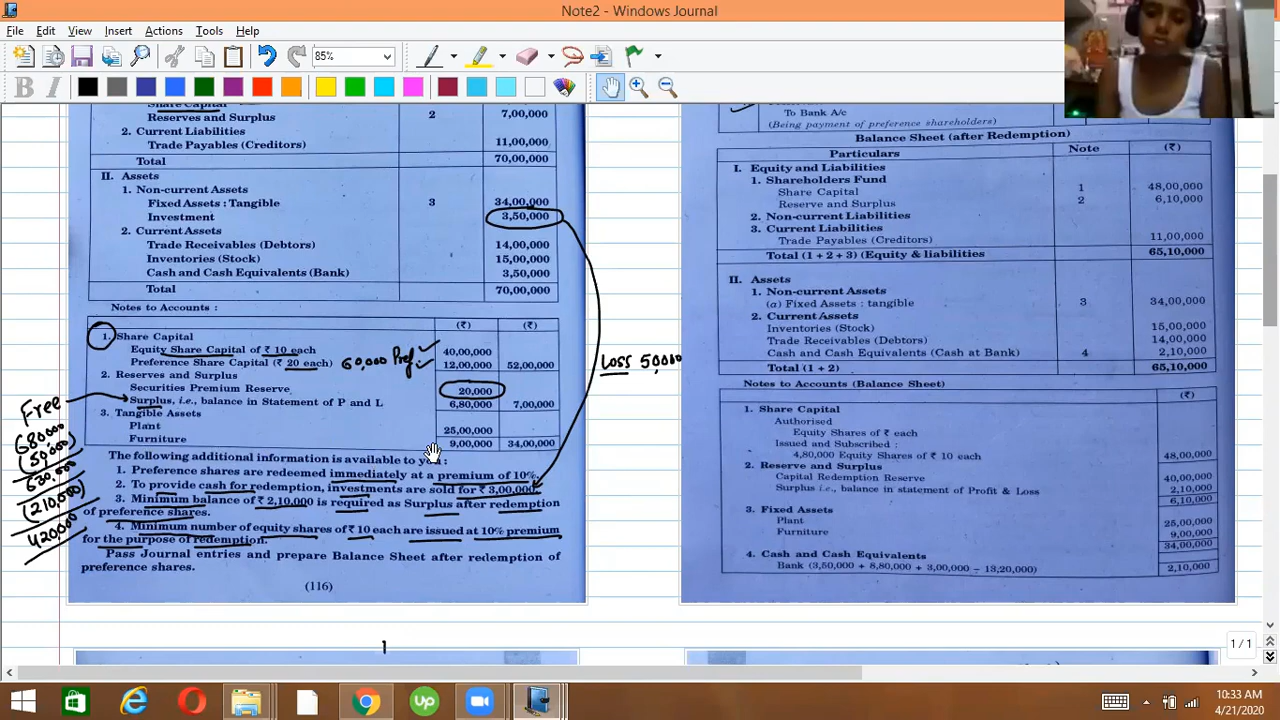 Note2 - Windows Journal
File Edit View Insert Actions Tools Help
85%
B I
Share Capital
Reserves and Surplus 2 7,00,000
2. Current Liabilities
Trade Payables (Creditors) 11,00,000
Total 70,00,000
II. Assets
1. Non-current Assets
Fixed Assets : Tangible 3 34,00,000
Investment 3,50,000
2. Current Assets
Trade Receivables (Debtors) 14,00,000
Inventories (Stock) 15,00,000
Cash and Cash Equivalents (Bank) 3,50,000
Total 70,00,000
Notes to Accounts :
(₹) (₹)
1. Share Capital
Equity Share Capital of ₹ 10 each 40,00,000
Preference Share Capital (₹ 20 each) 60,000 Pref 12,00,000 52,00,000
2. Reserves and Surplus
Securities Premium Reserve 20,000
Surplus, i.e., balance in Statement of P and L 6,80,000 7,00,000
3. Tangible Assets
Plant 25,00,000
Furniture 9,00,000 34,00,000
Loss 50,000
Free
680000
(50,000)
630,000
(210,000)
420,000
The following additional information is available to you :
1. Preference shares are redeemed immediately at a premium of 10%.
2. To provide cash for redemption, investments are sold for ₹ 3,00,000.
3. Minimum balance of ₹ 2,10,000 is required as Surplus after redemption
of preference shares.
4. Minimum number of equity shares of ₹ 10 each are issued at 10% premium
for the purpose of redemption.
Pass Journal entries and prepare Balance Sheet after redemption of
preference shares.
(116)
To Bank A/c
(Being payment of preference shareholders)
Balance Sheet (after Redemption)
Particulars Note (₹)
I. Equity and Liabilities
1. Shareholders Fund
Share Capital 1 48,00,000
Reserve and Surplus 2 6,10,000
2. Non-current Liabilities
3. Current Liabilities
Trade Payables (Creditors) 11,00,000
Total (1 + 2 + 3) (Equity & liabilities 65,10,000
II. Assets
1. Non-current Assets
(a) Fixed Assets : tangible 3 34,00,000
2. Current Assets
Inventories (Stock) 15,00,000
Trade Receivables (Debtors) 14,00,000
Cash and Cash Equivalents (Cash at Bank) 4 2,10,000
Total (1 + 2) 65,10,000
Notes to Accounts (Balance Sheet)
(₹)
1. Share Capital
Authorised
Equity Shares of ₹ each
Issued and Subscribed :
4,80,000 Equity Shares of ₹ 10 each 48,00,000
2. Reserve and Surplus
Capital Redemption Reserve 40,00,000
Surplus i.e., balance in statement of Profit & Loss 2,10,000
6,10,000
3. Fixed Assets
Plant 25,00,000
Furniture 9,00,000
34,00,000
4. Cash and Cash Equivalents
Bank (3,50,000 + 8,80,000 + 3,00,000 − 13,20,000) 2,10,000
1 / 1
Up
10:33 AM
4/21/2020